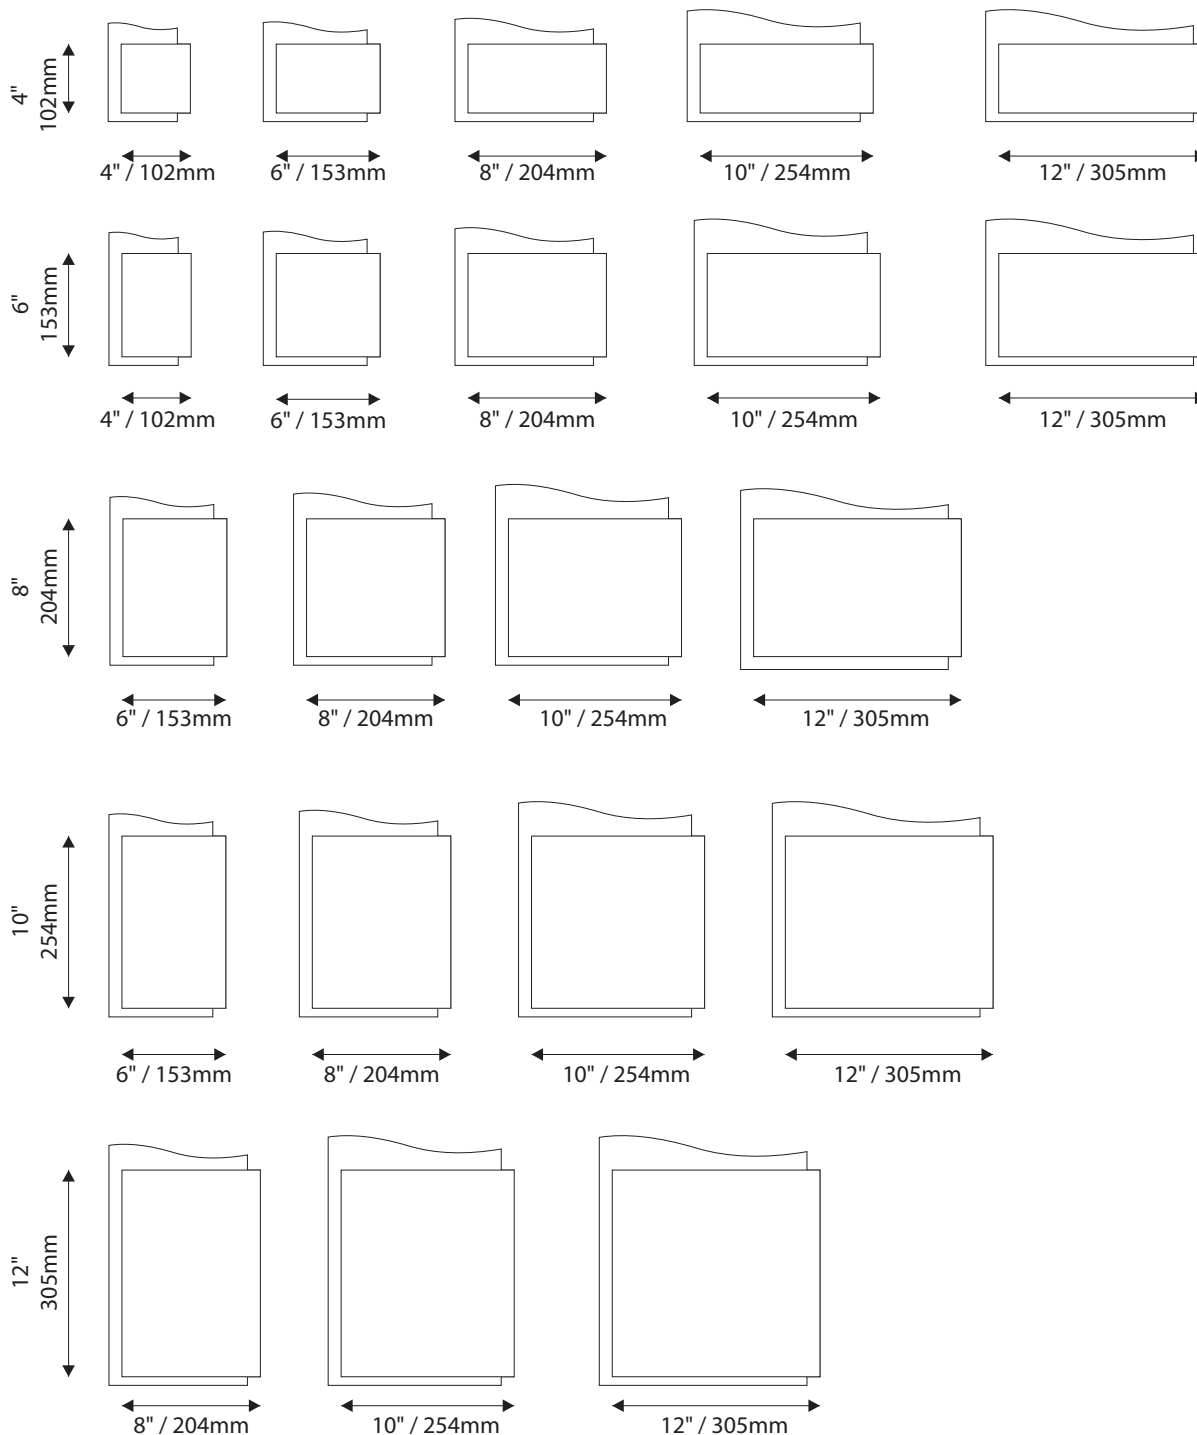 4"
102mm
4" / 102mm
6" / 153mm
8" / 204mm
10" / 254mm
12" / 305mm
6"
153mm
4" / 102mm
6" / 153mm
8" / 204mm
10" / 254mm
12" / 305mm
8"
204mm
6" / 153mm
8" / 204mm
10" / 254mm
12" / 305mm
10"
254mm
6" / 153mm
8" / 204mm
10" / 254mm
12" / 305mm
12"
305mm
8" / 204mm
10" / 254mm
12" / 305mm